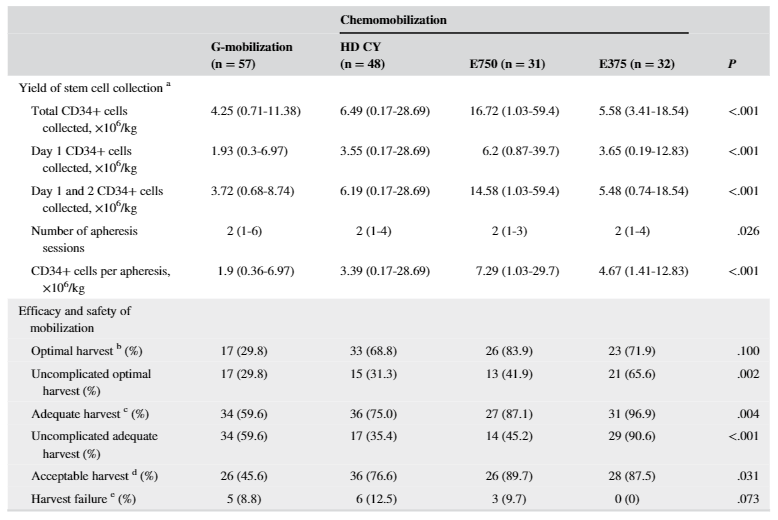 Chemomobilization
G-mobilization HD CY
(n = 57) (n = 48) E750 (n = 31) E375 (n = 32) P
Yield of stem cell collection a
Total CD34+ cells 4.25 (0.71-11.38) 6.49 (0.17-28.69) 16.72 (1.03-59.4) 5.58 (3.41-18.54) <.001
collected, ×10⁶/kg
Day 1 CD34+ cells 1.93 (0.3-6.97) 3.55 (0.17-28.69) 6.2 (0.87-39.7) 3.65 (0.19-12.83) <.001
collected, ×10⁶/kg
Day 1 and 2 CD34+ cells 3.72 (0.68-8.74) 6.19 (0.17-28.69) 14.58 (1.03-59.4) 5.48 (0.74-18.54) <.001
collected, ×10⁶/kg
Number of apheresis 2 (1-6) 2 (1-4) 2 (1-3) 2 (1-4) .026
sessions
CD34+ cells per apheresis, 1.9 (0.36-6.97) 3.39 (0.17-28.69) 7.29 (1.03-29.7) 4.67 (1.41-12.83) <.001
×10⁶/kg
Efficacy and safety of
mobilization
Optimal harvest b (%) 17 (29.8) 33 (68.8) 26 (83.9) 23 (71.9) .100
Uncomplicated optimal 17 (29.8) 15 (31.3) 13 (41.9) 21 (65.6) .002
harvest (%)
Adequate harvest c (%) 34 (59.6) 36 (75.0) 27 (87.1) 31 (96.9) .004
Uncomplicated adequate 34 (59.6) 17 (35.4) 14 (45.2) 29 (90.6) <.001
harvest (%)
Acceptable harvest d (%) 26 (45.6) 36 (76.6) 26 (89.7) 28 (87.5) .031
Harvest failure e (%) 5 (8.8) 6 (12.5) 3 (9.7) 0 (0) .073